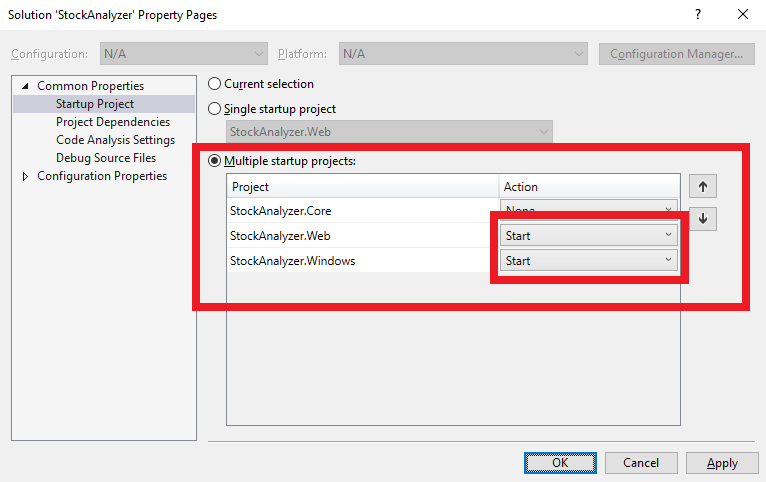 Solution 'StockAnalyzer' Property Pages
Configuration: N/A Platform: N/A Configuration Manager...
Common Properties
Startup Project
Project Dependencies
Code Analysis Settings
Debug Source Files
Configuration Properties
Current selection
Single startup project
StockAnalyzer.Web
Multiple startup projects:
Project Action
StockAnalyzer.Core None
StockAnalyzer.Web Start
StockAnalyzer.Windows Start
OK Cancel Apply